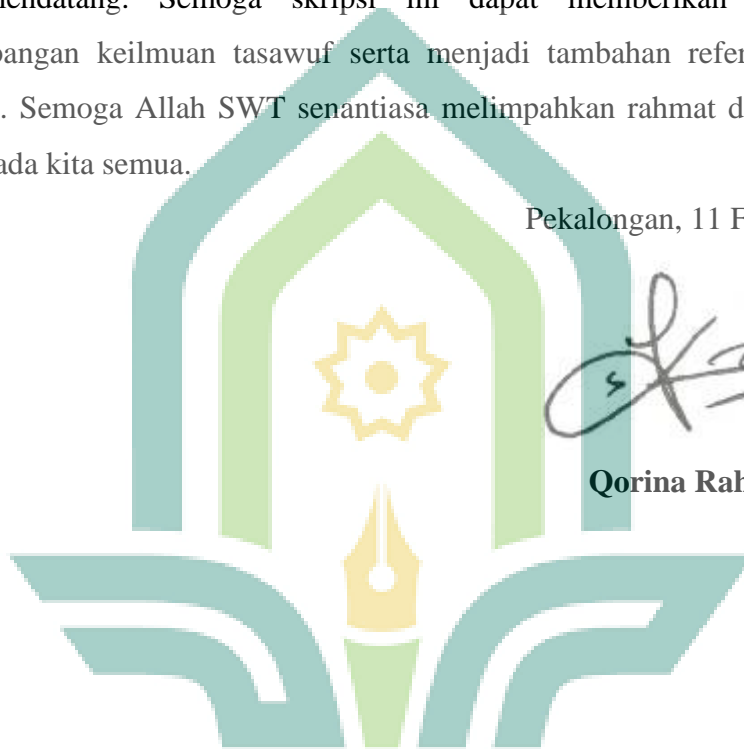 mendatang. Semoga skripsi ini dapat memberikan
bangan keilmuan tasawuf serta menjadi tambahan refer
. Semoga Allah SWT senantiasa melimpahkan rahmat d
ada kita semua.
Pekalongan, 11 F
Qorina Rah